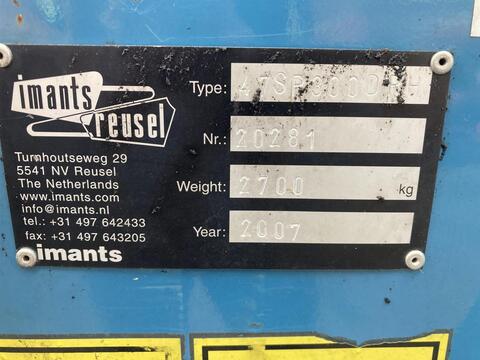 imants
reusel
Turnhoutseweg 29
5541 NV Reusel
The Netherlands
www.imants.com
info@imants.nl
tel.: +31 497 642433
fax: +31 497 643205
imants
Type: 47SP3000RH
Nr.: 20281
Weight: 2700 kg
Year: 2007